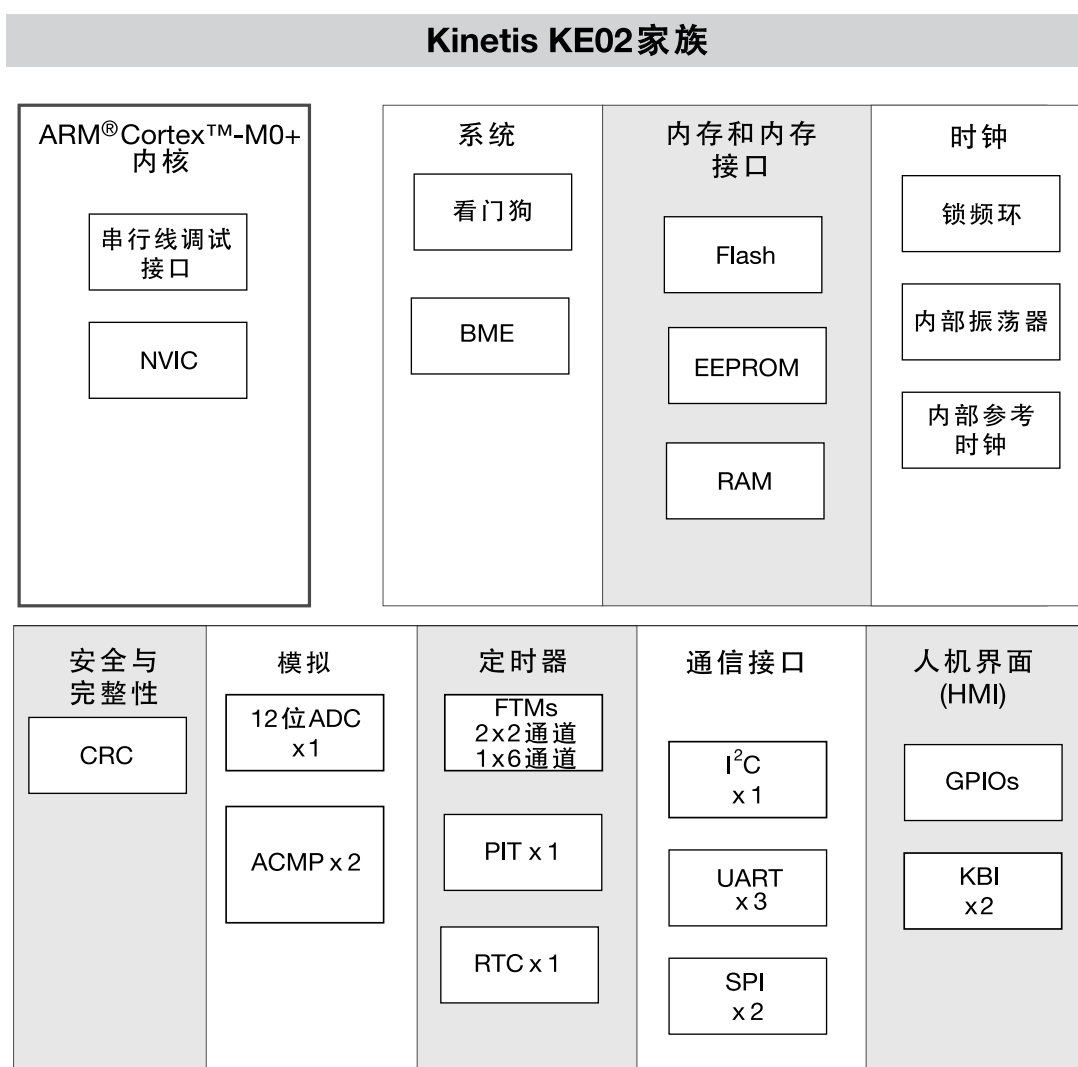 Kinetis KE02家族
ARM®Cortex™-M0+
内核
串行线调试
接口
NVIC
系统
看门狗
BME
内存和内存
接口
Flash
EEPROM
RAM
时钟
锁频环
内部振荡器
内部参考
时钟
安全与
完整性
CRC
模拟
12位ADC
x1
ACMP x 2
定时器
FTMs
2x2通道
1x6通道
PIT x 1
RTC x 1
通信接口
I²C
x 1
UART
x 3
SPI
x 2
人机界面
(HMI)
GPIOs
KBI
x2